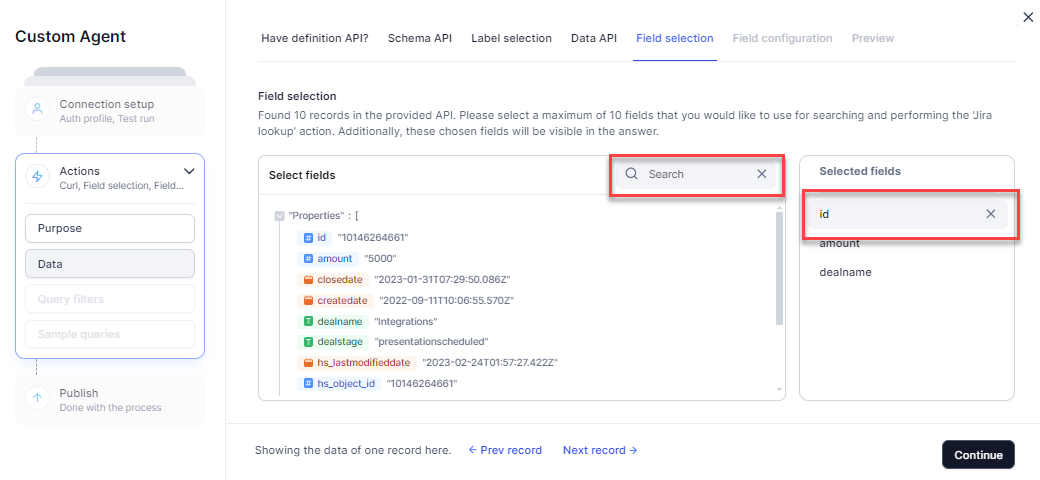 Custom Agent
Connection setup
Auth profile, Test run
Actions
Curl, Field selection, Field...
Purpose
Data
Query filters
Sample queries
Publish
Done with the process
Have definition API?
Schema API
Label selection
Data API
Field selection
Field configuration
Preview
Field selection
Found 10 records in the provided API. Please select a maximum of 10 fields that you would like to use for searching and performing the 'Jira
lookup' action. Additionally, these chosen fields will be visible in the answer.
Select fields
Search
"Properties" : [
# id "10146264661"
# amount "5000"
closedate "2023-01-31T07:29:50.086Z"
createdate "2022-09-11T10:06:55.570Z"
T dealname "Integrations"
T dealstage "presentationscheduled"
hs_lastmodifieddate "2023-02-24T01:57:27.422Z"
# hs_object_id "10146264661"
Selected fields
id
amount
dealname
Showing the data of one record here.
← Prev record
Next record →
Continue